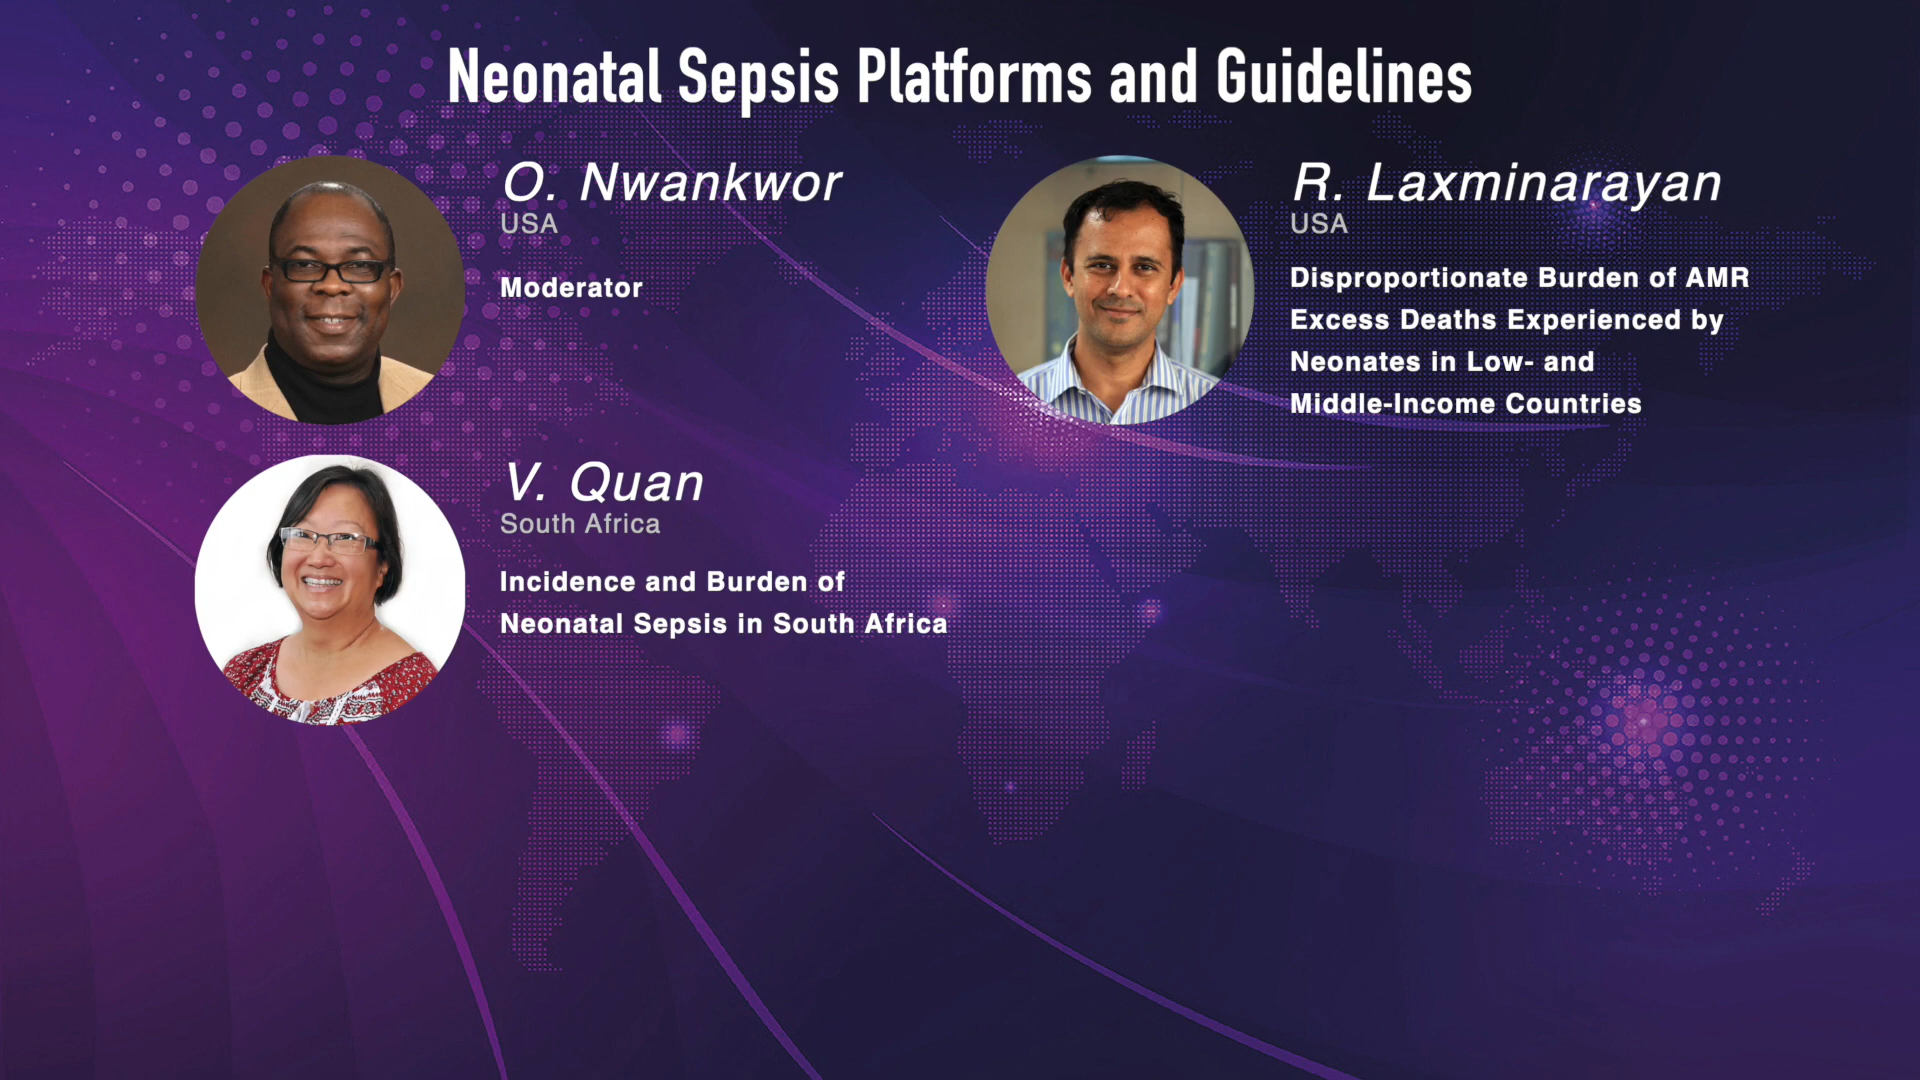 Neonatal Sepsis Platforms and Guidelines
O. Nwankwor
USA
Moderator
R. Laxminarayan
USA
Disproportionate Burden of AMR
Excess Deaths Experienced by
Neonates in Low- and
Middle-Income Countries
V. Quan
South Africa
Incidence and Burden of
Neonatal Sepsis in South Africa